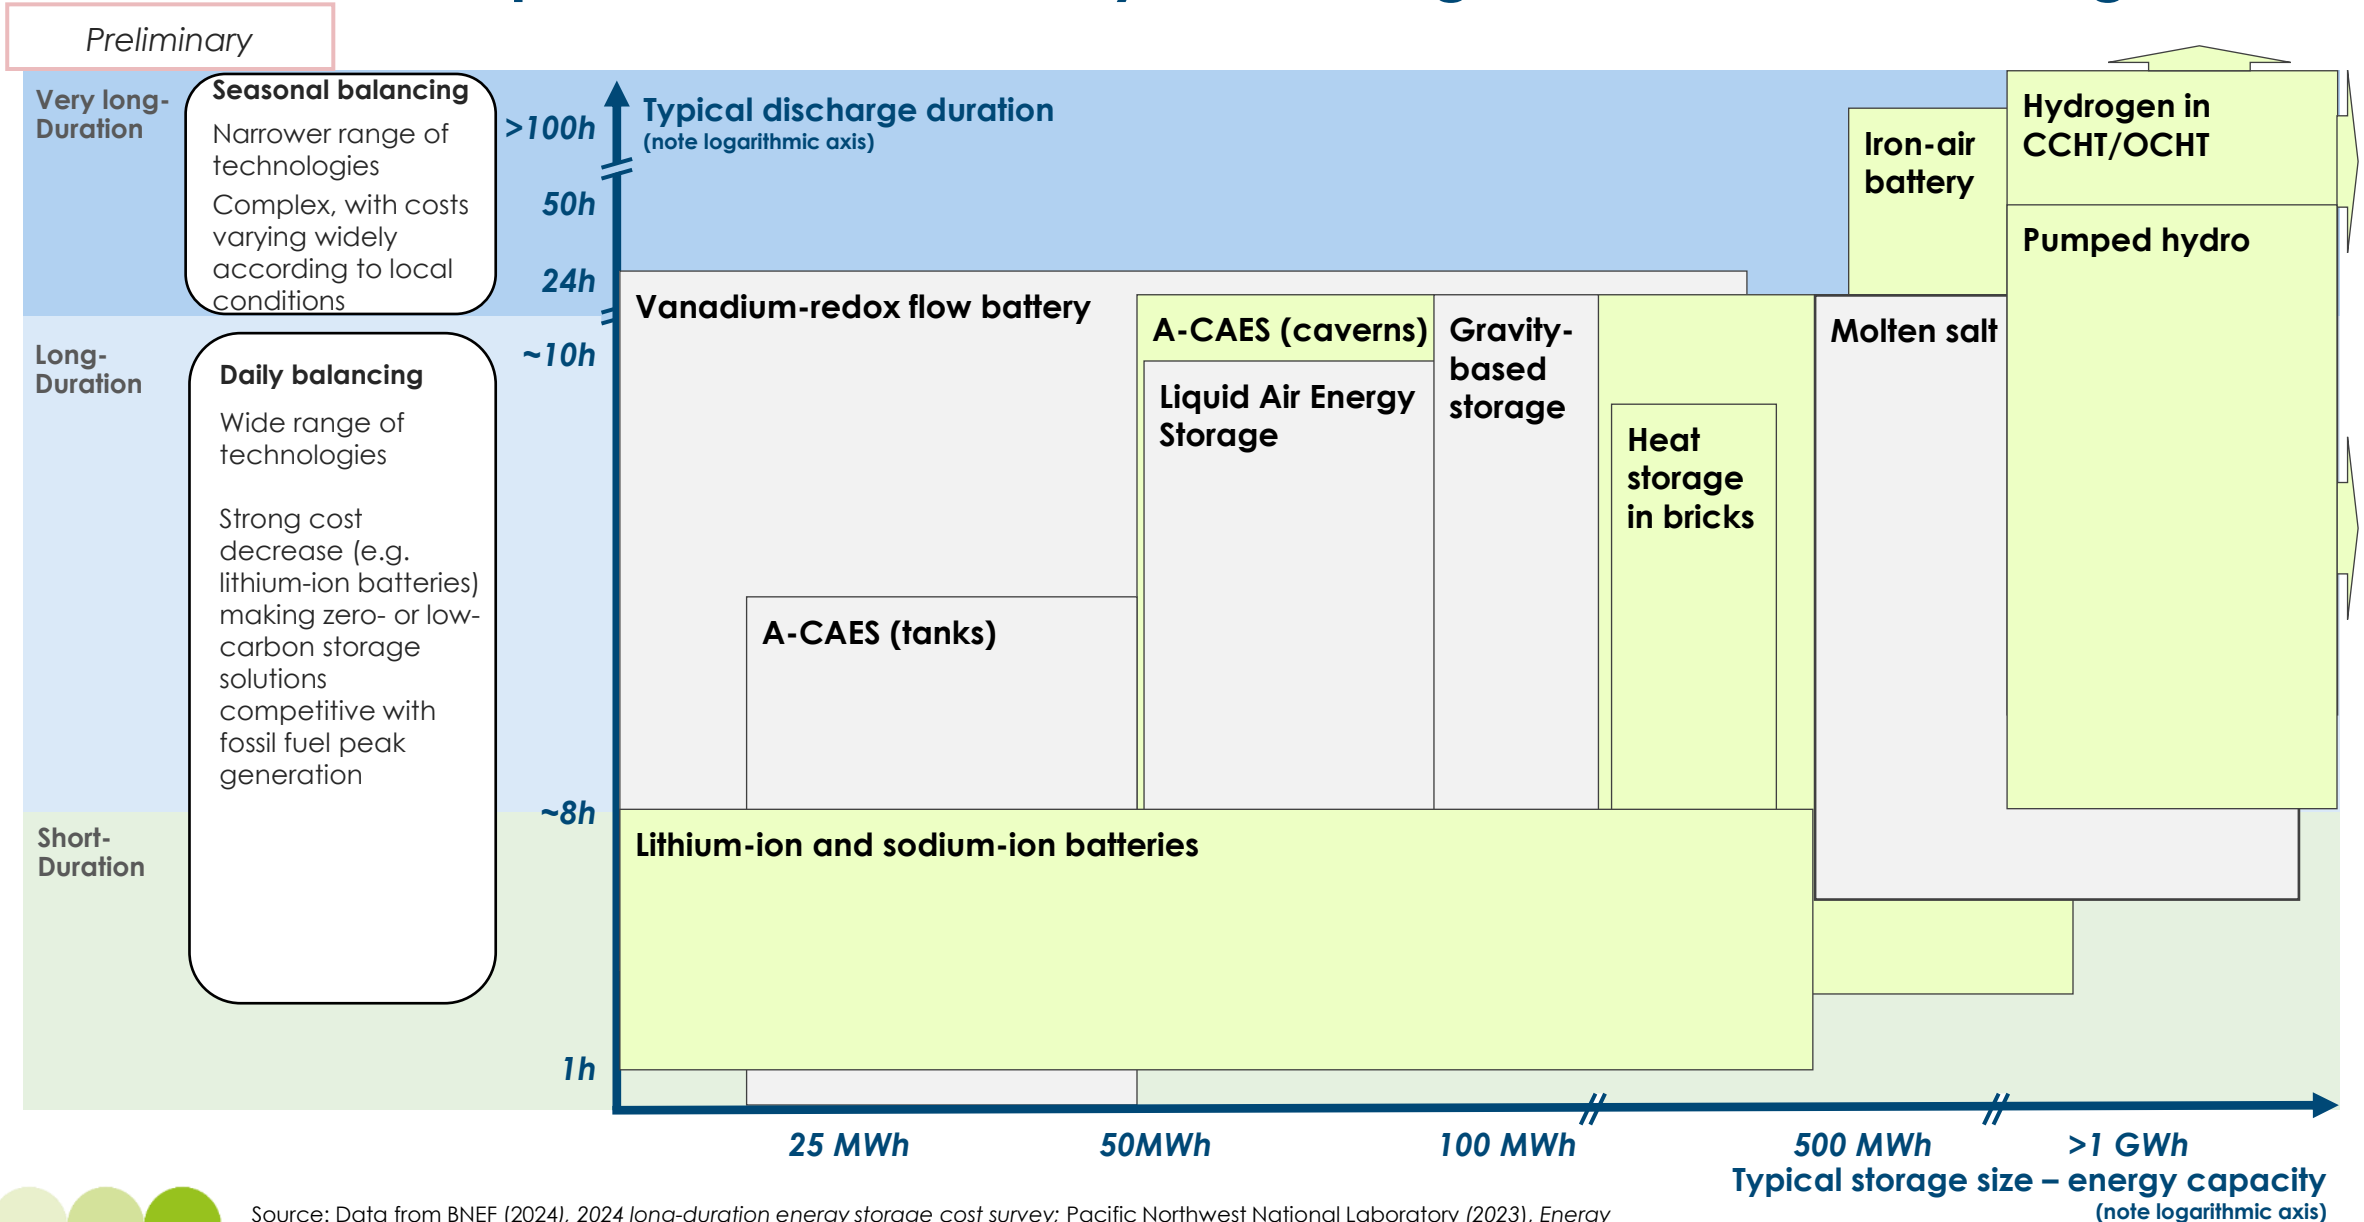 Preliminary
Very long-
Duration
Seasonal balancing
Narrower range of
technologies
Complex, with costs
varying widely
according to local
conditions
Long-
Duration
Daily balancing
Wide range of
technologies
Strong cost
decrease (e.g.
lithium-ion batteries)
making zero- or low-
carbon storage
solutions
competitive with
fossil fuel peak
generation
Short-
Duration
>100h
50h
24h
~10h
~8h
1h
Typical discharge duration
(note logarithmic axis)
Vanadium-redox flow battery
A-CAES (tanks)
A-CAES (caverns)
Liquid Air Energy
Storage
Gravity-
based
storage
Heat
storage
in bricks
Molten salt
Iron-air
battery
Hydrogen in
CCHT/OCHT
Pumped hydro
Lithium-ion and sodium-ion batteries
25 MWh
50MWh
100 MWh
500 MWh
>1 GWh
Typical storage size – energy capacity
(note logarithmic axis)
Source: Data from BNEF (2024), 2024 long-duration energy storage cost survey; Pacific Northwest National Laboratory (2023), Energy